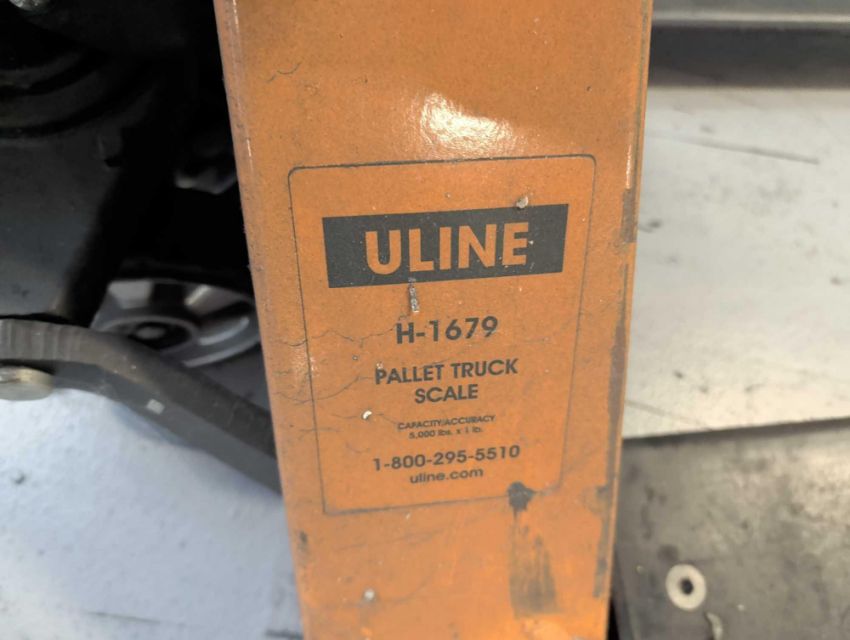 ULINE
H-1679
PALLET TRUCK
SCALE
CAPACITY/ACCURACY
5,000 lbs. x 1 lb.
1-800-295-5510
uline.com